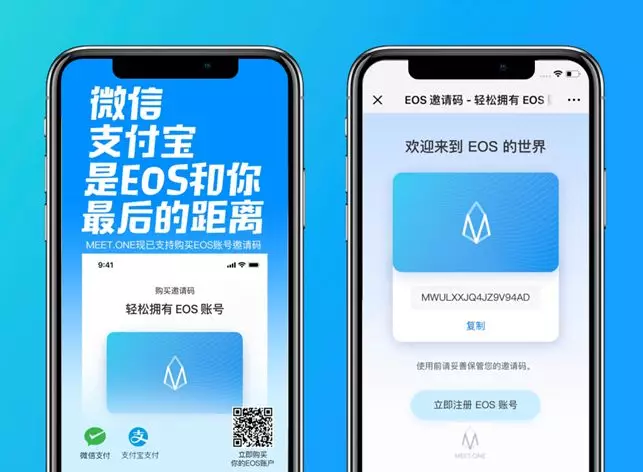 微信
支付宝
是EOS和你
最后的距离
MEET.ONE现已支持购买EOS账号邀请码
9:41
购买邀请码
轻松拥有 EOS 账号
微信支付
支付宝支付
立即购买
你的EOS账户
EOS 邀请码 - 轻松拥有 EOS
欢迎来到 EOS 的世界
MWULXXJQ4JZ9V94AD
复制
使用前请妥善保管您的邀请码。
立即注册 EOS 账号
MEET.ONE